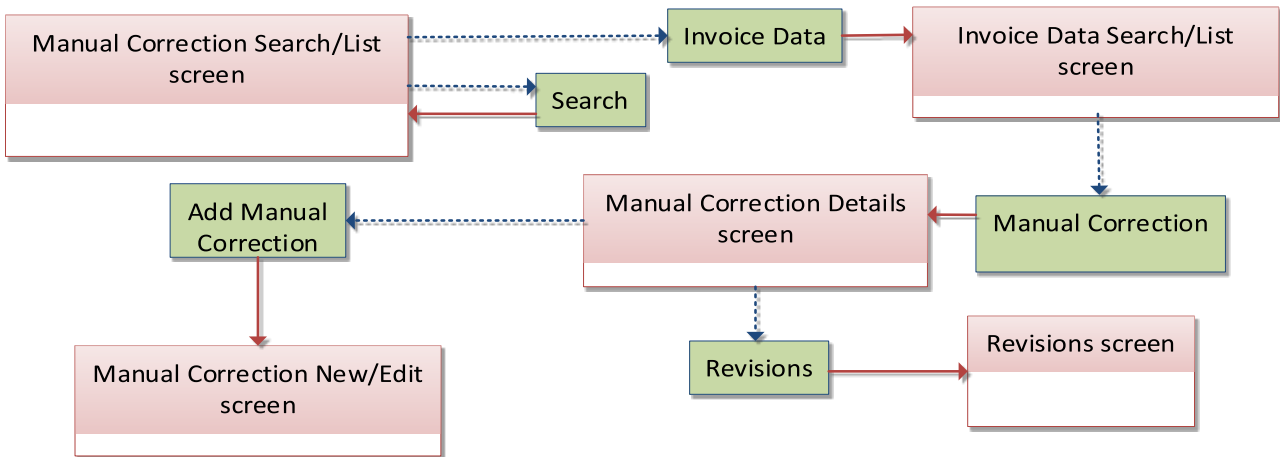 Manual Correction Search/List
screen
Invoice Data
Invoice Data Search/List
screen
Search
Add Manual
Correction
Manual Correction Details
screen
Manual Correction
Manual Correction New/Edit
screen
Revisions
Revisions screen